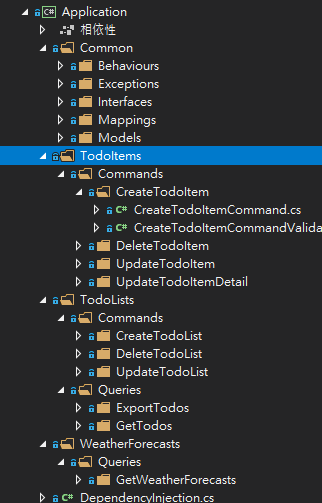 Application
相依性
Common
Behaviours
Exceptions
Interfaces
Mappings
Models
TodoItems
Commands
CreateTodoItem
C# CreateTodoItemCommand.cs
C# CreateTodoItemCommandValida
DeleteTodoItem
UpdateTodoItem
UpdateTodoItemDetail
TodoLists
Commands
CreateTodoList
DeleteTodoList
UpdateTodoList
Queries
ExportTodos
GetTodos
WeatherForecasts
Queries
GetWeatherForecasts
C# DependencyInjection.cs